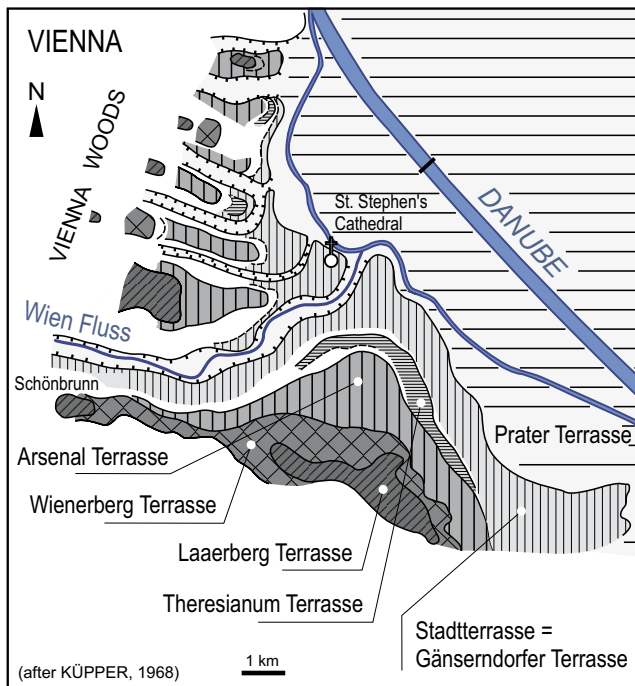 VIENNA
N
VIENNA WOODS
St. Stephen's
Cathedral
DANUBE
Wien Fluss
Schönbrunn
Prater Terrasse
Arsenal Terrasse
Wienerberg Terrasse
Laaerberg Terrasse
Theresianum Terrasse
Stadtterrasse =
Gänserndorfer Terrasse
1 km
(after KÜPPER, 1968)